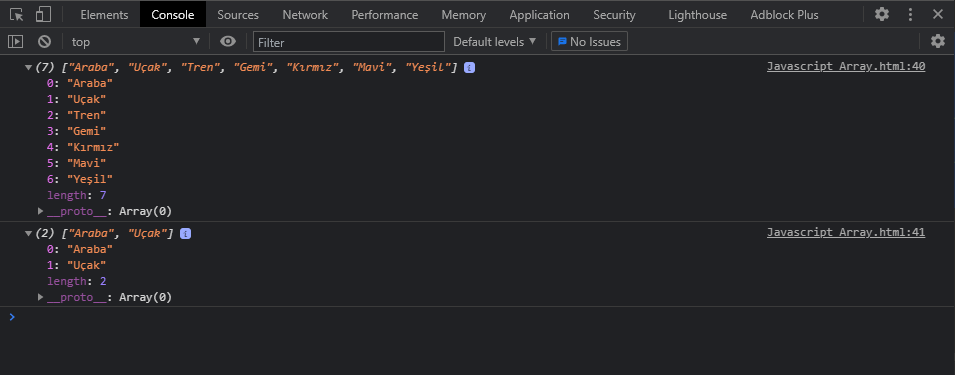 Elements Console Sources Network Performance Memory Application Security Lighthouse Adblock Plus
top Filter Default levels No Issues
(7) ["Araba", "Uçak", "Tren", "Gemi", "Kırmız", "Mavi", "Yeşil"] Javascript Array.html:40
0: "Araba"
1: "Uçak"
2: "Tren"
3: "Gemi"
4: "Kırmız"
5: "Mavi"
6: "Yeşil"
length: 7
__proto__: Array(0)
(2) ["Araba", "Uçak"] Javascript Array.html:41
0: "Araba"
1: "Uçak"
length: 2
__proto__: Array(0)